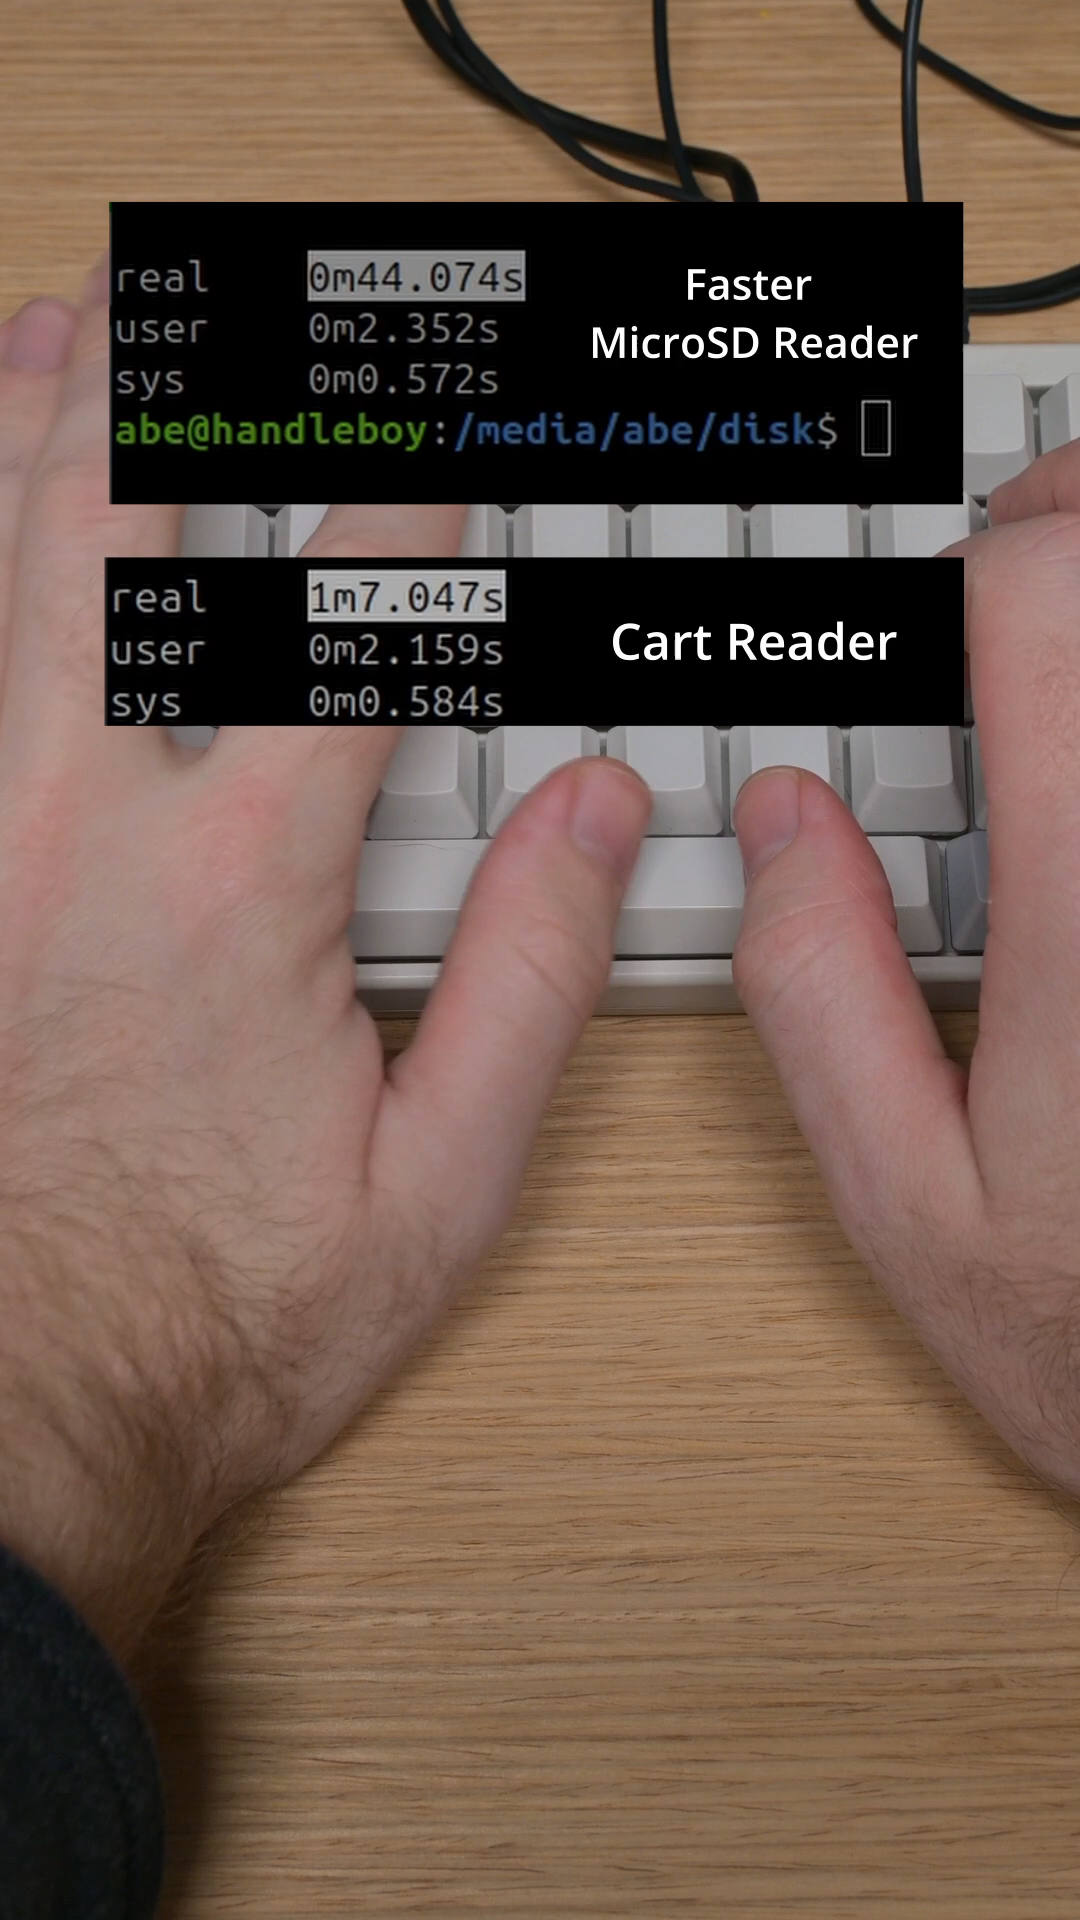 real 0m44.074s
user 0m2.352s
sys 0m0.572s
abe@handleboy:/media/abe/disk$
Faster
MicroSD Reader
real 1m7.047s
user 0m2.159s
sys 0m0.584s
Cart Reader